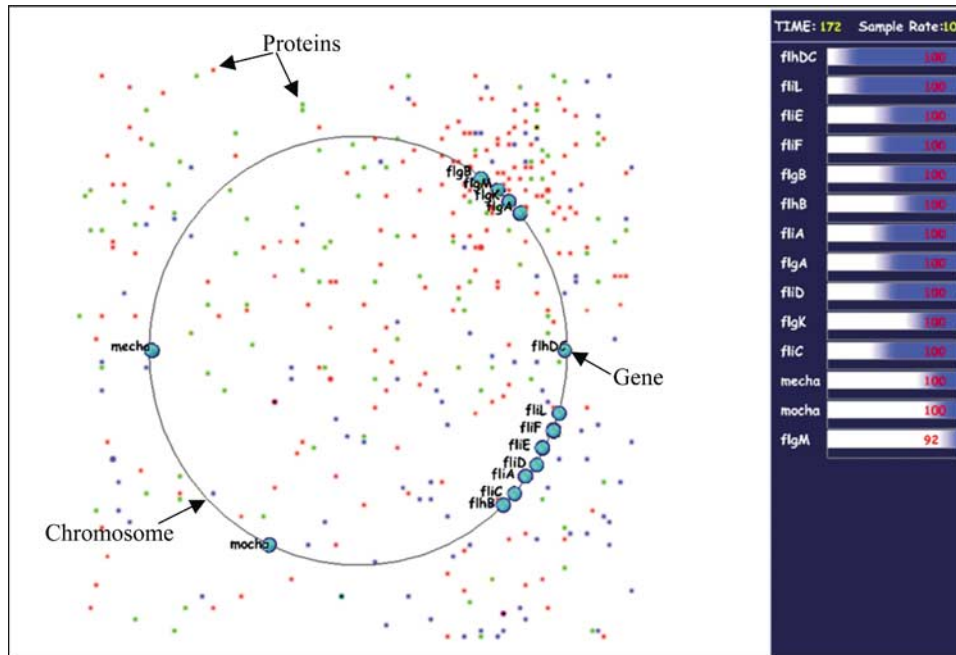 Proteins
flgB
flgM
flgK
flgA
mecha
flhDC
Gene
fliL
fliF
fliE
fliD
fliA
fliC
flhB
Chromosome
mocha
TIME: 172 Sample Rate:10
flhDC 100
fliL 100
fliE 100
fliF 100
flgB 100
flhB 100
fliA 100
flgA 100
fliD 100
flgK 100
fliC 100
mecha 100
mocha 100
flgM 92